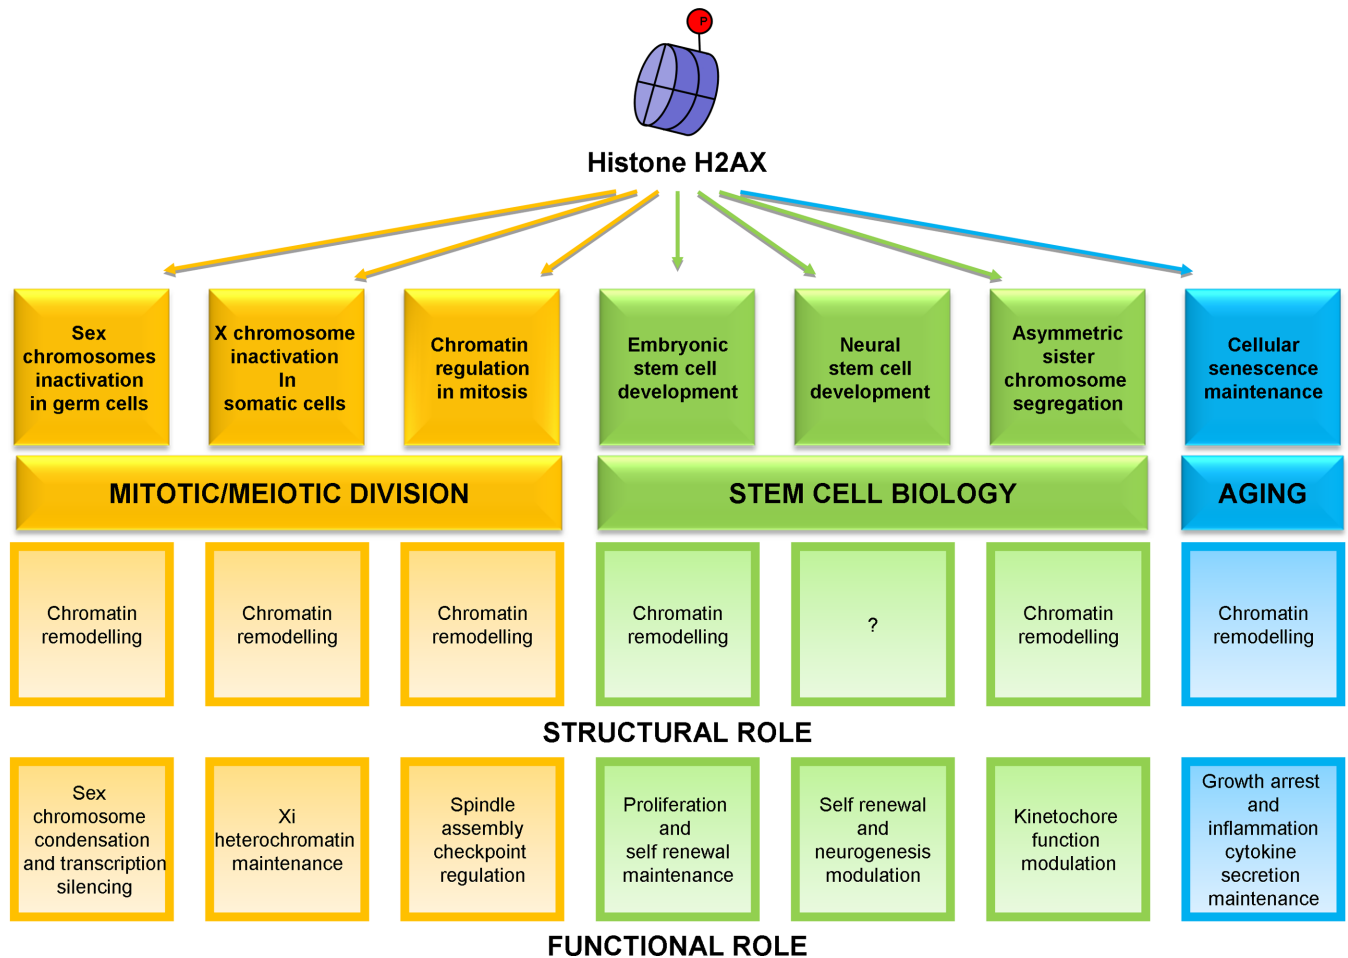 P
Histone H2AX
Sex
chromosomes
inactivation
in germ cells
X chromosome
inactivation
In
somatic cells
Chromatin
regulation
in mitosis
Embryonic
stem cell
development
Neural
stem cell
development
Asymmetric
sister
chromosome
segregation
Cellular
senescence
maintenance
MITOTIC/MEIOTIC DIVISION
STEM CELL BIOLOGY
AGING
Chromatin
remodelling
Chromatin
remodelling
Chromatin
remodelling
Chromatin
remodelling
?
Chromatin
remodelling
Chromatin
remodelling
STRUCTURAL ROLE
Sex
chromosome
condensation
and transcription
silencing
Xi
heterochromatin
maintenance
Spindle
assembly
checkpoint
regulation
Proliferation
and
self renewal
maintenance
Self renewal
and
neurogenesis
modulation
Kinetochore
function
modulation
Growth arrest
and
inflammation
cytokine
secretion
maintenance
FUNCTIONAL ROLE